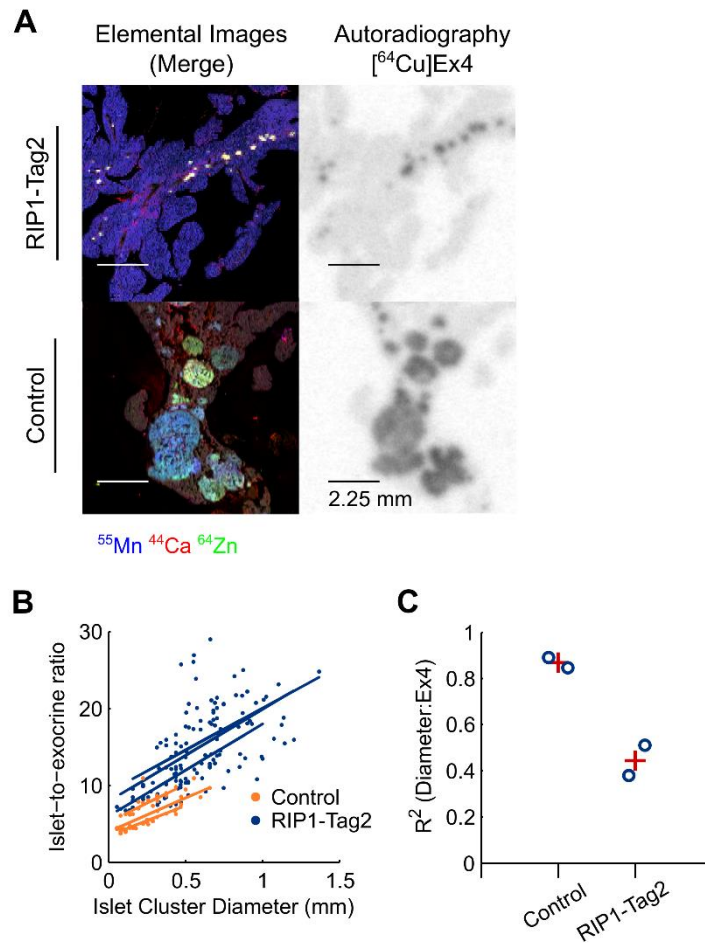 A
Elemental Images
(Merge)
Autoradiography
[⁶⁴Cu]Ex4
RIP1-Tag2
Control
2.25 mm
⁵⁵Mn ⁴⁴Ca ⁶⁴Zn
B
Islet-to-exocrine ratio
30
20
10
0
Control
RIP1-Tag2
0 0.5 1 1.5
Islet Cluster Diameter (mm)
C
R² (Diameter:Ex4)
1
0.8
0.6
0.4
0.2
0
Control
RIP1-Tag2